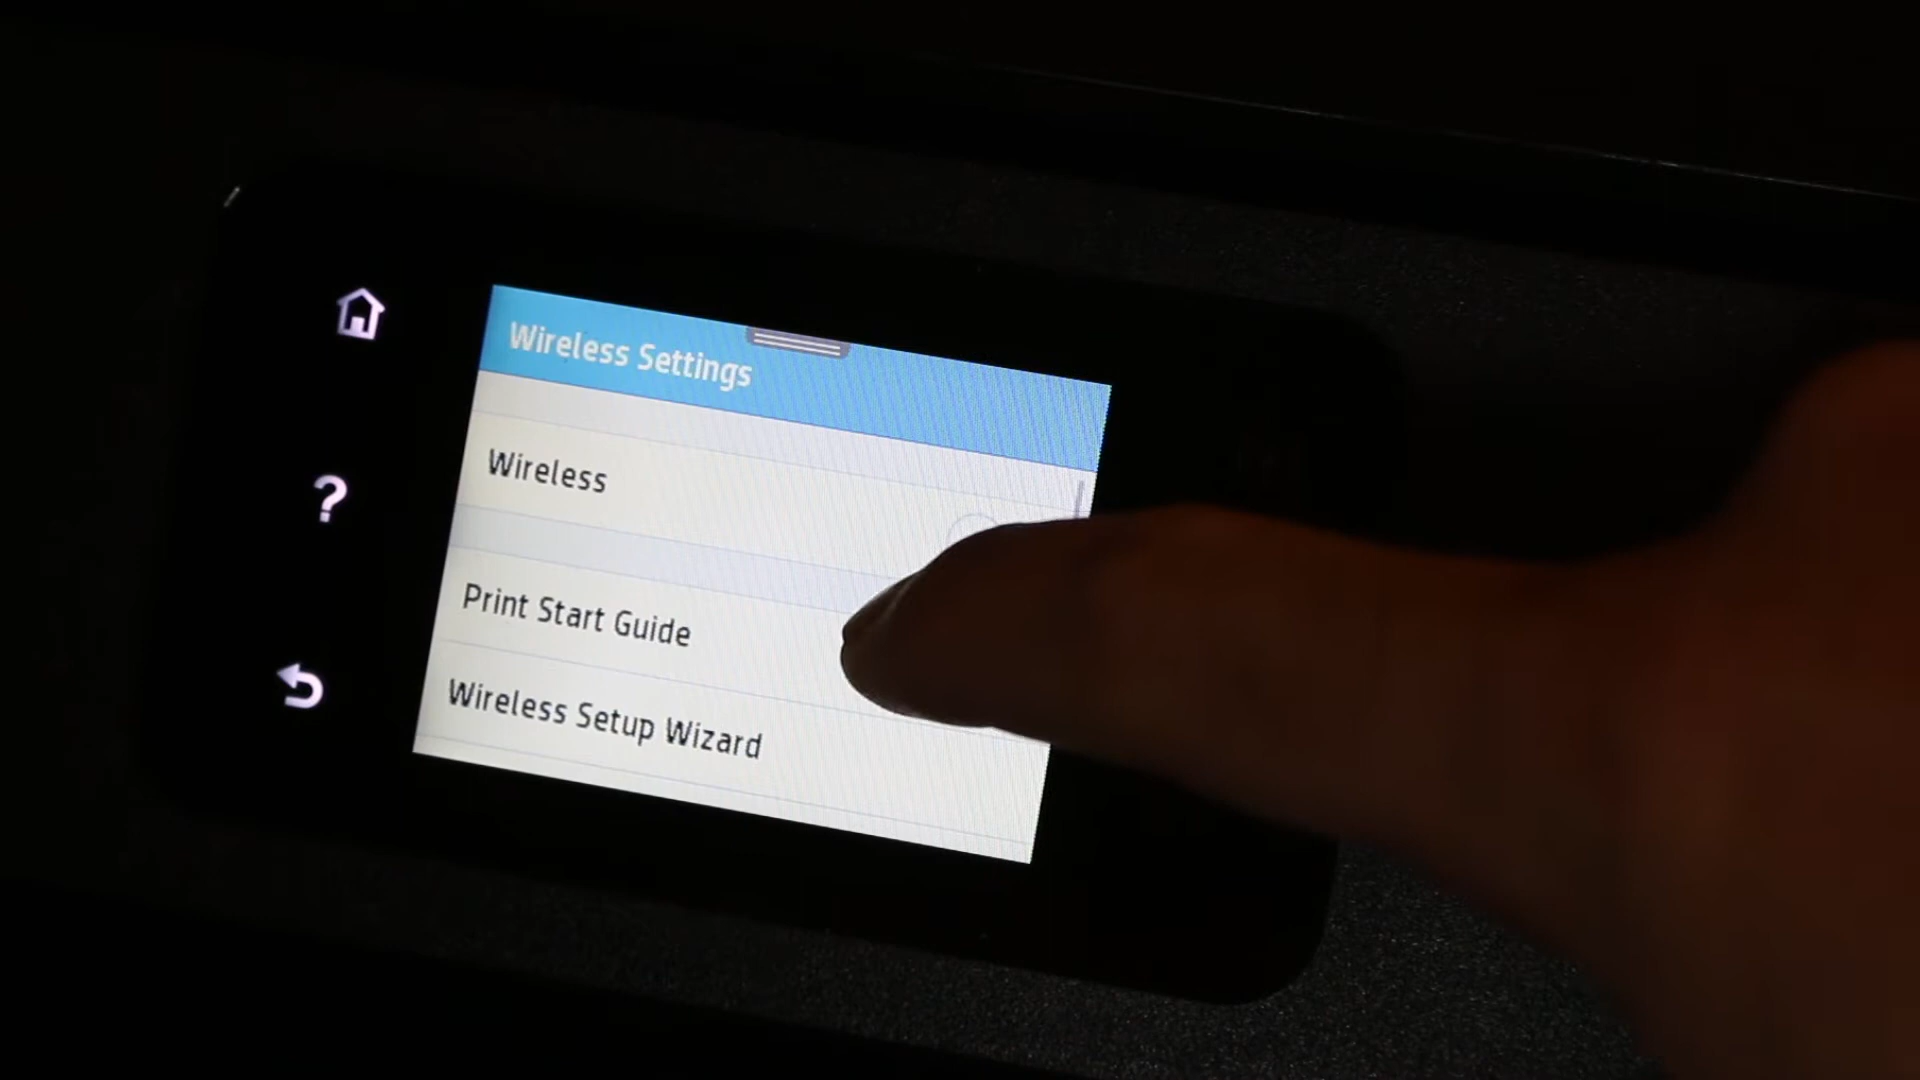 Wireless Settings
Wireless
?
Print Start Guide
Wireless Setup Wizard